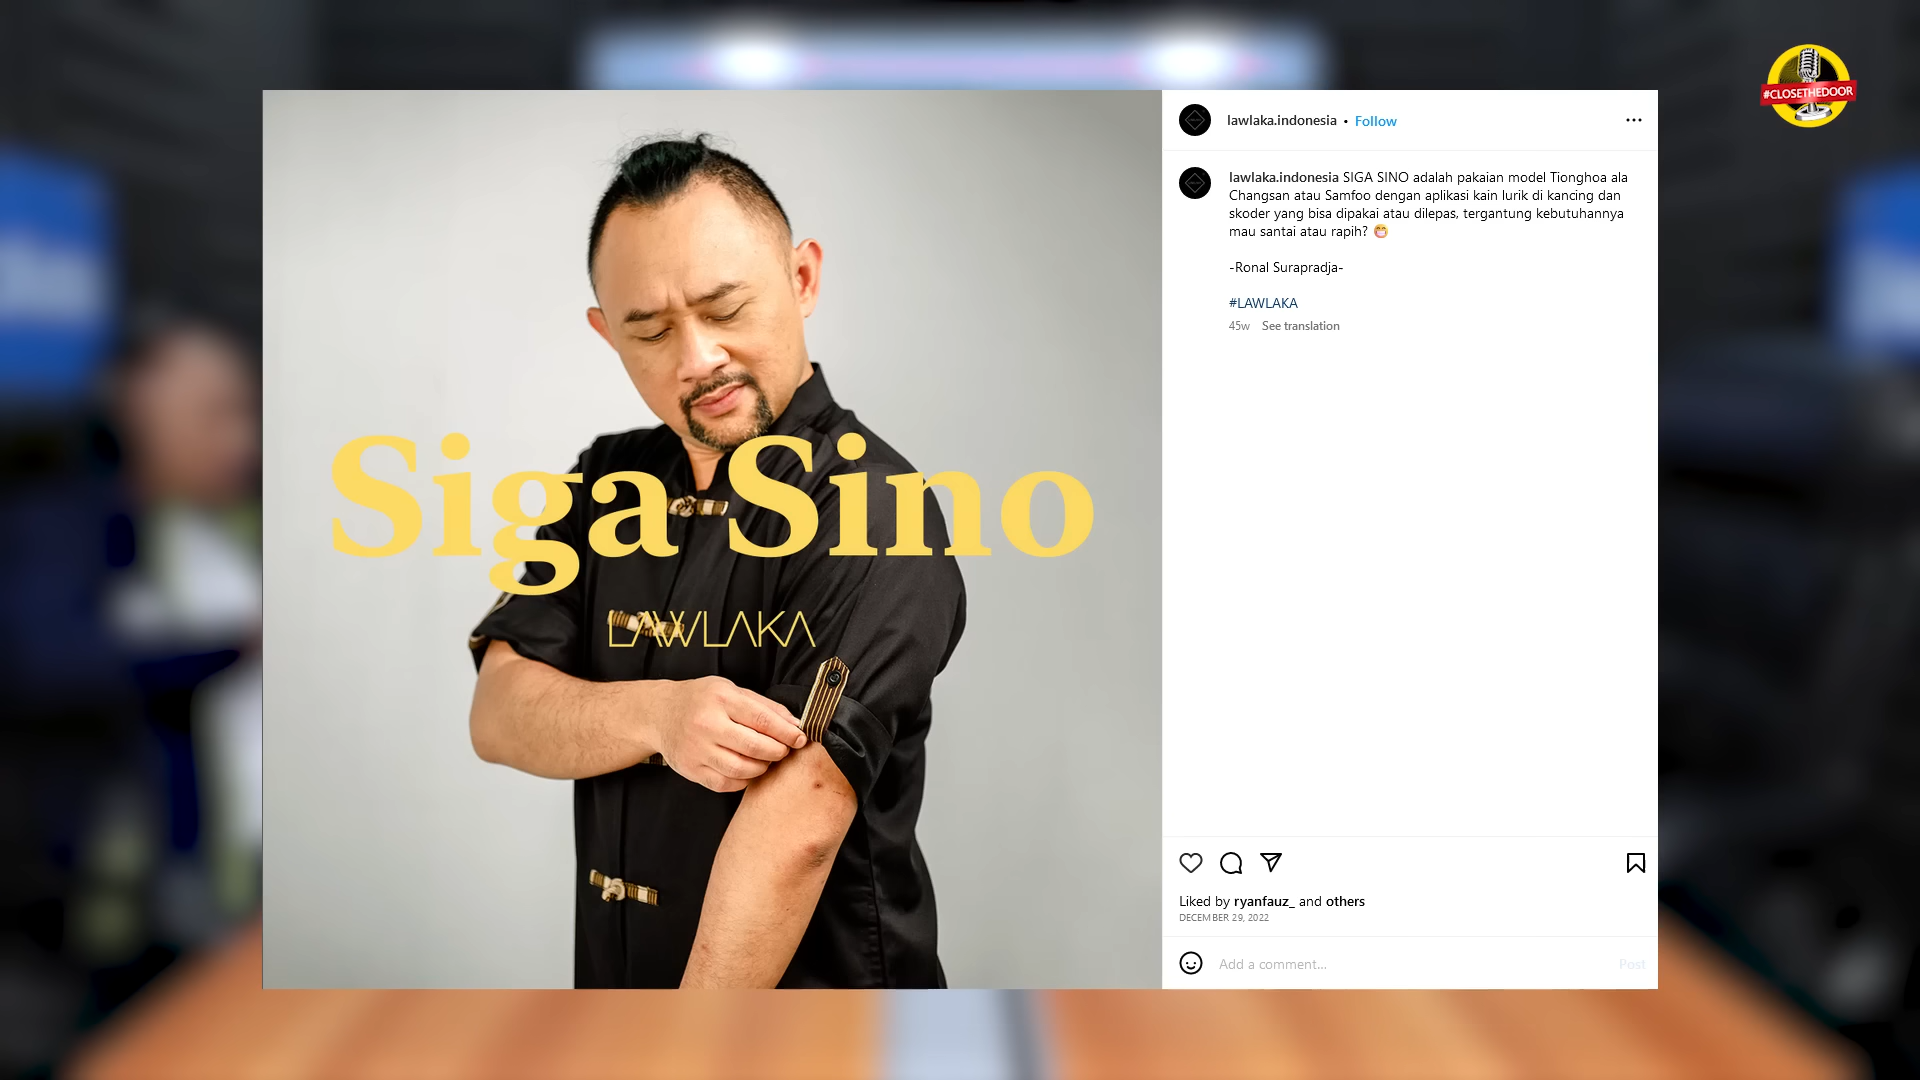 #CLOSETHEDOOR
Siga Sino
LAWLAKA
lawlaka.indonesia • Follow
lawlaka.indonesia SIGA SINO adalah pakaian model Tionghoa ala
Changsan atau Samfoo dengan aplikasi kain lurik di kancing dan
skoder yang bisa dipakai atau dilepas, tergantung kebutuhannya
mau santai atau rapih? 😁
-Ronal Surapradja-
#LAWLAKA
45w See translation
Liked by ryanfauz_ and others
DECEMBER 29, 2022
Add a comment...
Post